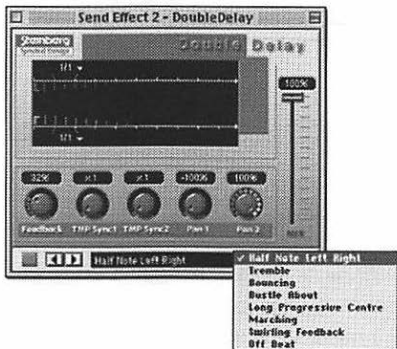 Send Effect 2 - DoubleDelay
Steinberg
Double Delay
1/1
100%
1/1
32% x1 x1 -100% 100%
Feedback TMP Sync1 TMP Sync2 Pan 1 Pan 2
Half Note Left Right
✓ Half Note Left Right
Tremble
Bouncing
Bustle About
Long Progressive Centre
Marching
Swirling Feedback
Off Beat